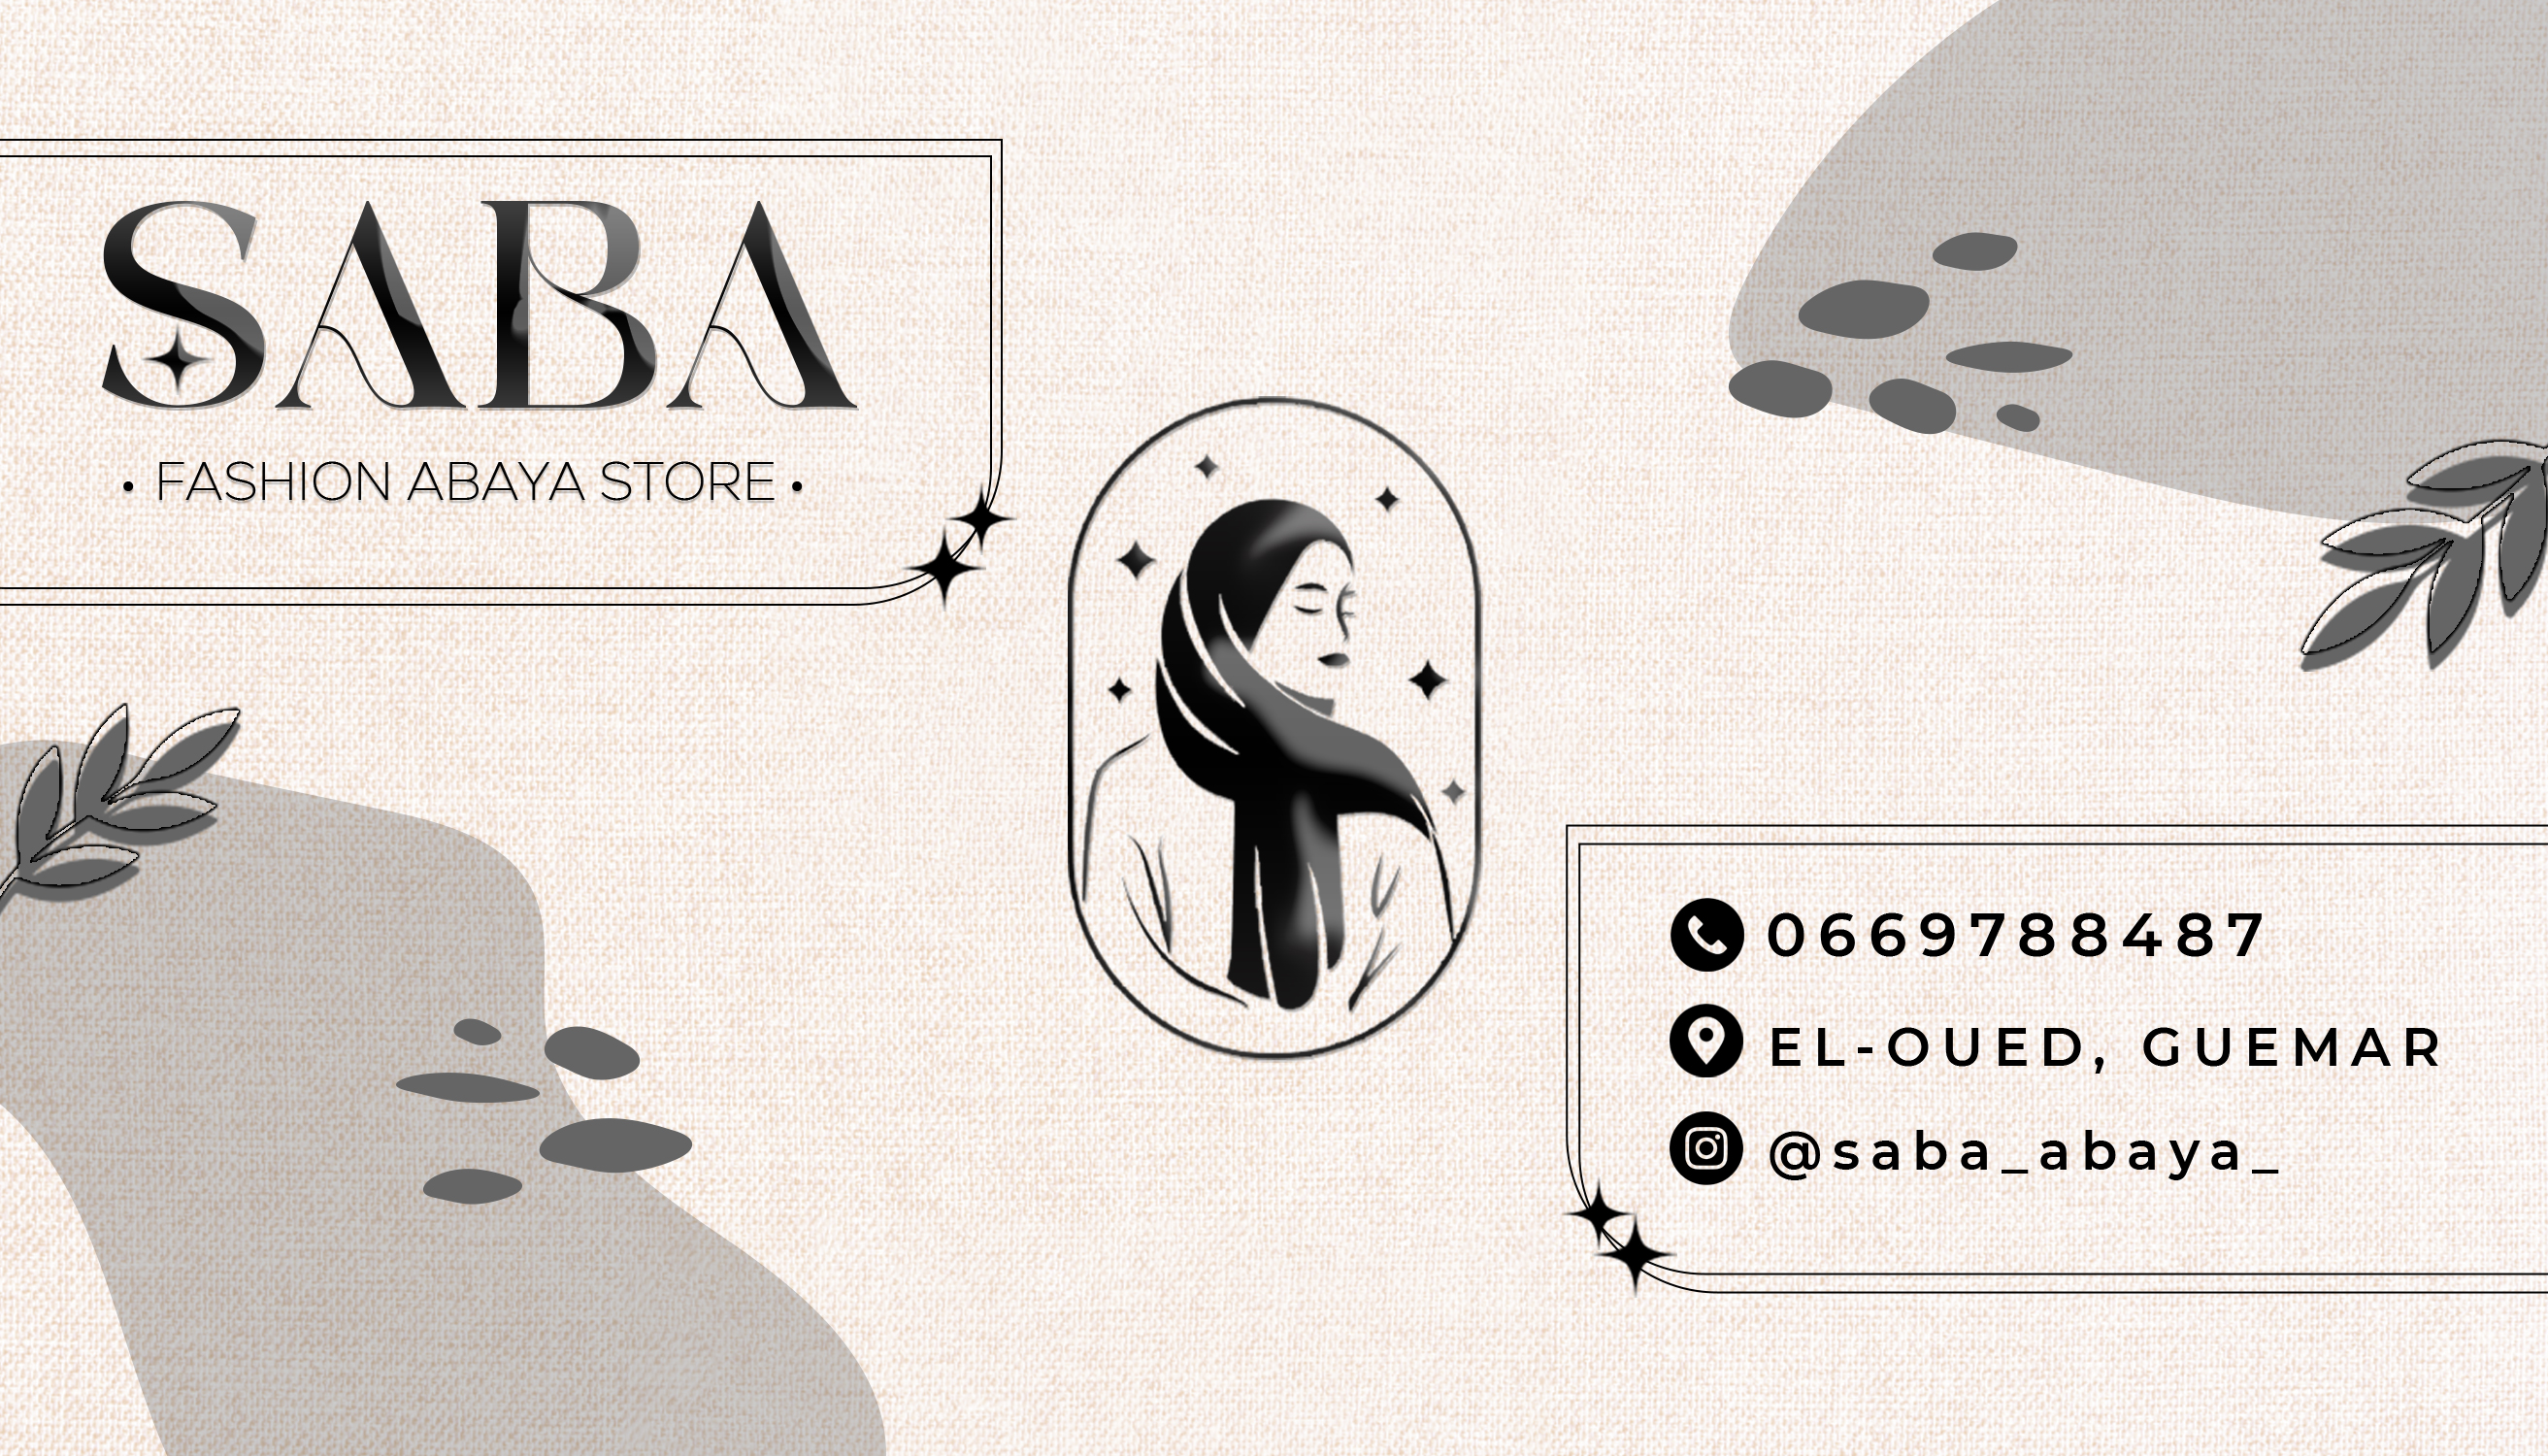 SABA
• FASHION ABAYA STORE •
0669788487
EL-OUED, GUEMAR
@saba_abaya_